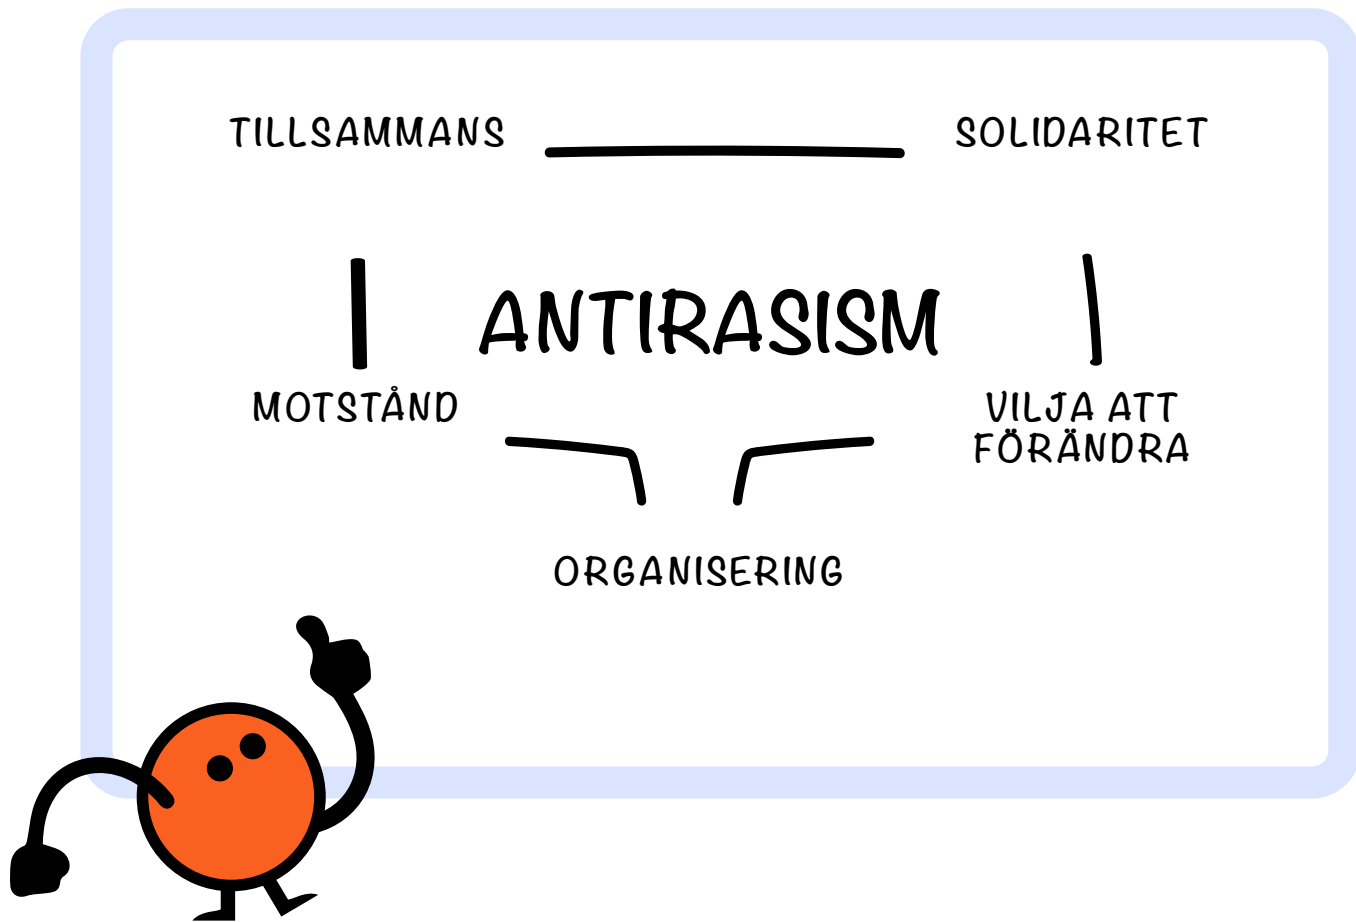 TILLSAMMANS
SOLIDARITET
ANTIRASISM
MOTSTÅND
VILJA ATT
FÖRÄNDRA
ORGANISERING